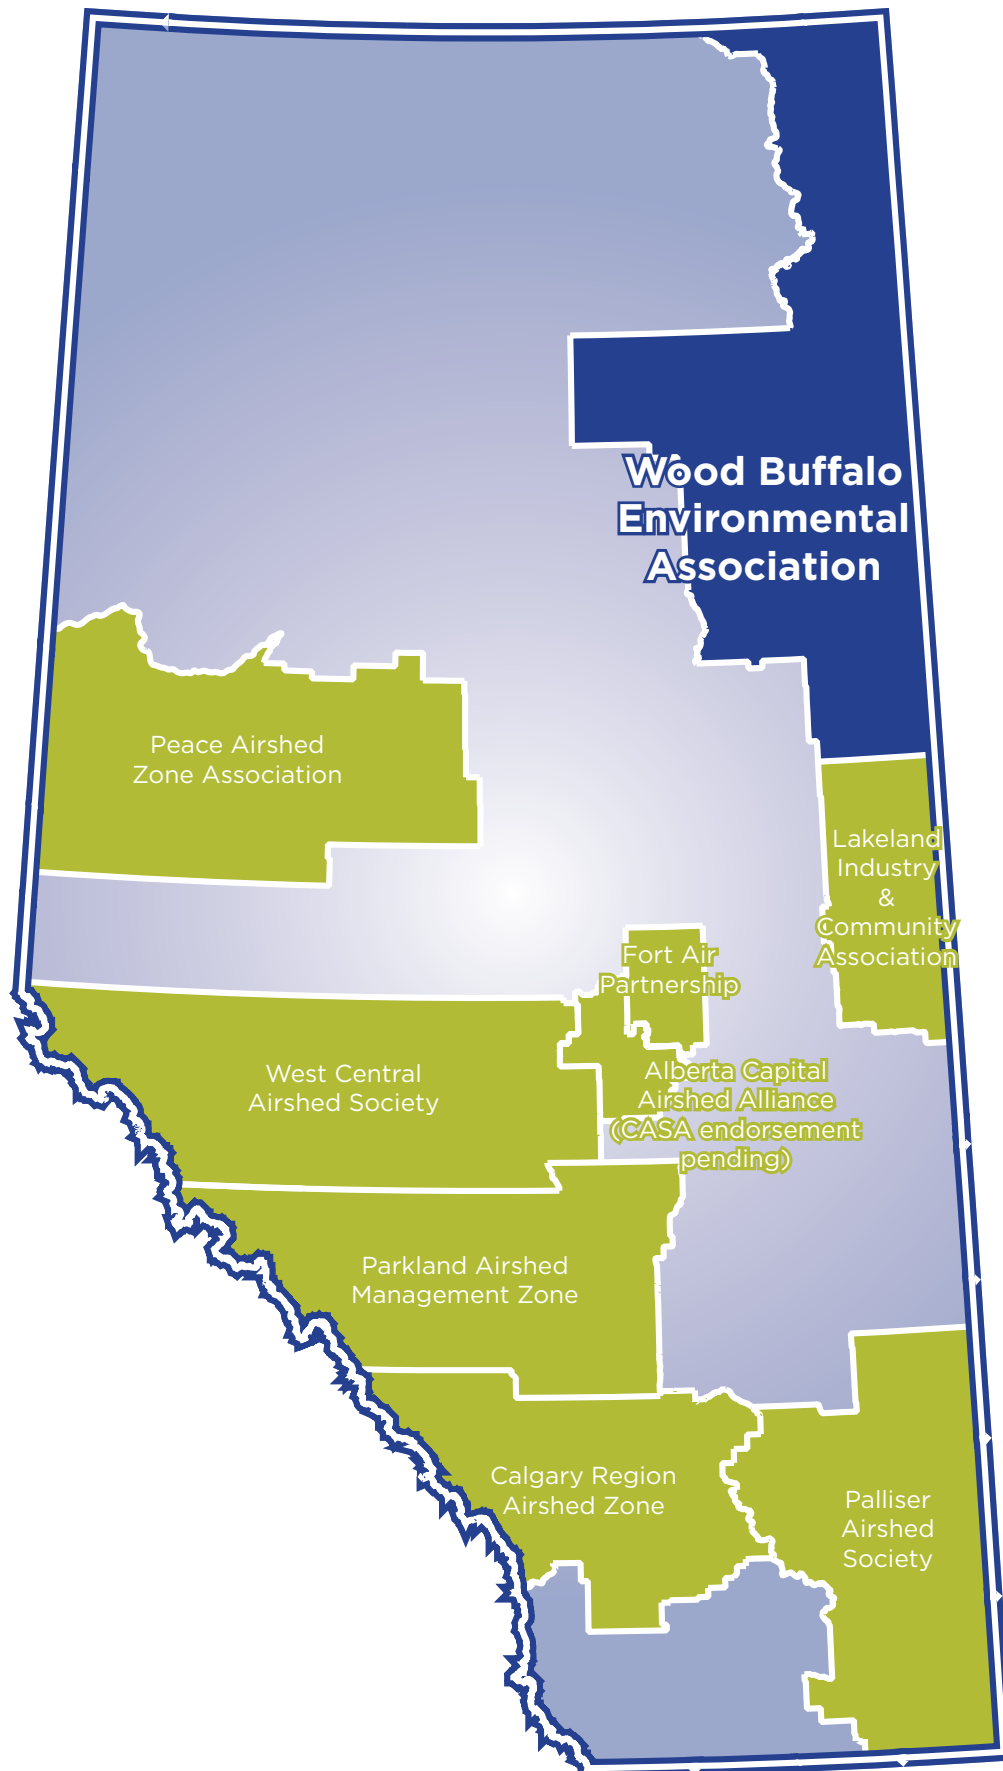 Wood Buffalo
Environmental
Association
Peace Airshed
Zone Association
Lakeland
Industry
&
Community
Association
Fort Air
Partnership
West Central
Airshed Society
Alberta Capital
Airshed Alliance
(CASA endorsement
pending)
Parkland Airshed
Management Zone
Calgary Region
Airshed Zone
Palliser
Airshed
Society